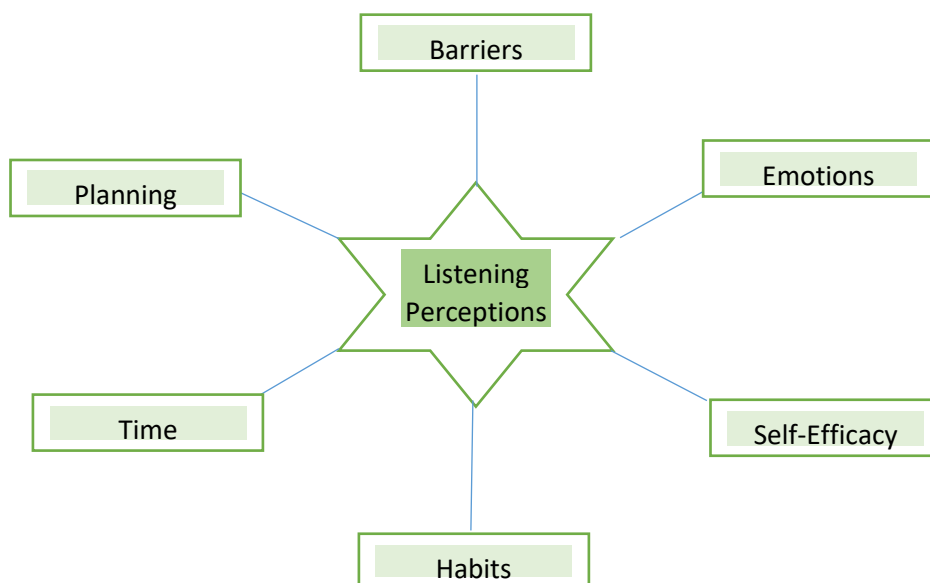 Barriers
Emotions
Planning
Listening
Perceptions
Time
Self-Efficacy
Habits